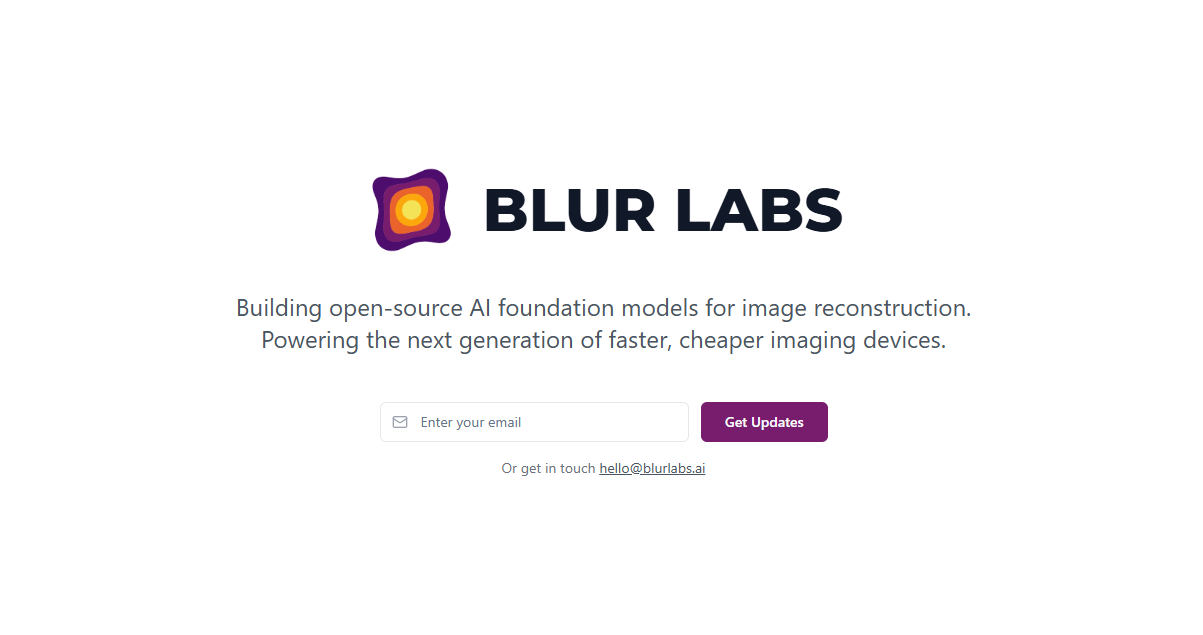 BLUR LABS
Building open-source AI foundation models for image reconstruction.
Powering the next generation of faster, cheaper imaging devices.
Enter your email
Get Updates
Or get in touch hello@blurlabs.ai